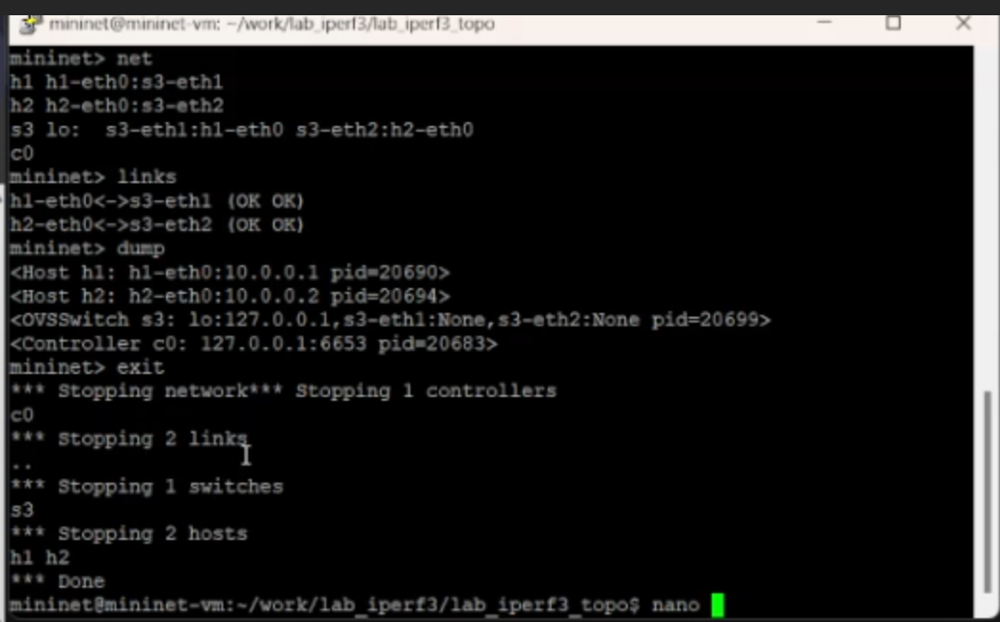 mininet@mininet-vm: ~/work/lab_iperf3/lab_iperf3_topo
mininet> net
h1 h1-eth0:s3-eth1
h2 h2-eth0:s3-eth2
s3 lo:  s3-eth1:h1-eth0 s3-eth2:h2-eth0
c0
mininet> links
h1-eth0<->s3-eth1 (OK OK)
h2-eth0<->s3-eth2 (OK OK)
mininet> dump
<Host h1: h1-eth0:10.0.0.1 pid=20690>
<Host h2: h2-eth0:10.0.0.2 pid=20694>
<OVSSwitch s3: lo:127.0.0.1,s3-eth1:None,s3-eth2:None pid=20699>
<Controller c0: 127.0.0.1:6653 pid=20683>
mininet> exit
*** Stopping network*** Stopping 1 controllers
c0
*** Stopping 2 links
..
*** Stopping 1 switches
s3
*** Stopping 2 hosts
h1 h2
*** Done
mininet@mininet-vm:~/work/lab_iperf3/lab_iperf3_topo$ nano